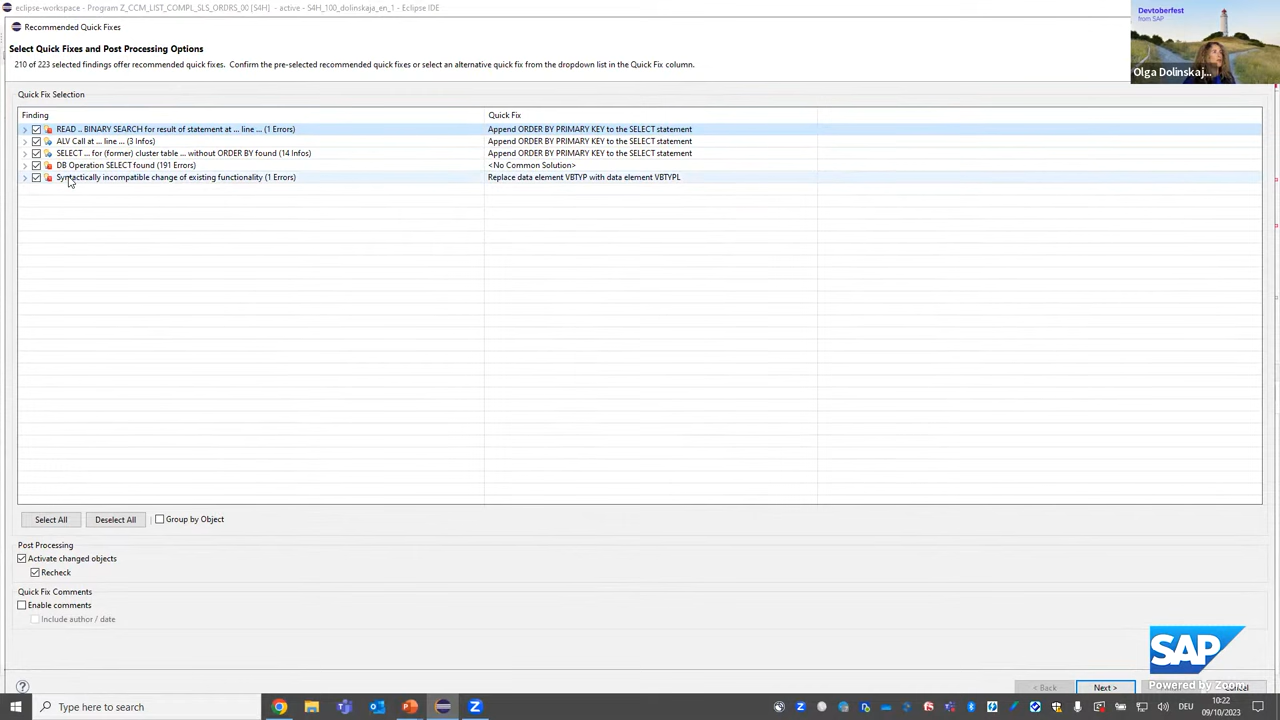 eclipse-workspace - Program Z_CCM_LIST_COMPL_SLS_ORDRS_00 [S4H] - active - S4H_100_dolinskaja_en_1 - Eclipse IDE
Recommended Quick Fixes
Select Quick Fixes and Post Processing Options
210 of 223 selected findings offer recommended quick fixes. Confirm the pre-selected recommended quick fixes or select an alternative quick fix from the dropdown list in the Quick Fix column.
Devtoberfest
from SAP
Olga Dolinskaj...
Quick Fix Selection
Finding Quick Fix
READ .. BINARY SEARCH for result of statement at ... line ... (1 Errors) Append ORDER BY PRIMARY KEY to the SELECT statement
ALV Call at ... line ... (3 Infos) Append ORDER BY PRIMARY KEY to the SELECT statement
SELECT ... for (former) cluster table ... without ORDER BY found (14 Infos) Append ORDER BY PRIMARY KEY to the SELECT statement
DB Operation SELECT found (191 Errors) <No Common Solution>
Syntactically incompatible change of existing functionality (1 Errors) Replace data element VBTYP with data element VBTYPL
Select All Deselect All Group by Object
Post Processing
Activate changed objects
Recheck
Quick Fix Comments
Enable comments
Include author / date
SAP
Powered by Zoom
< Back Next > Cancel
Type here to search
DEU
10:22
09/10/2023